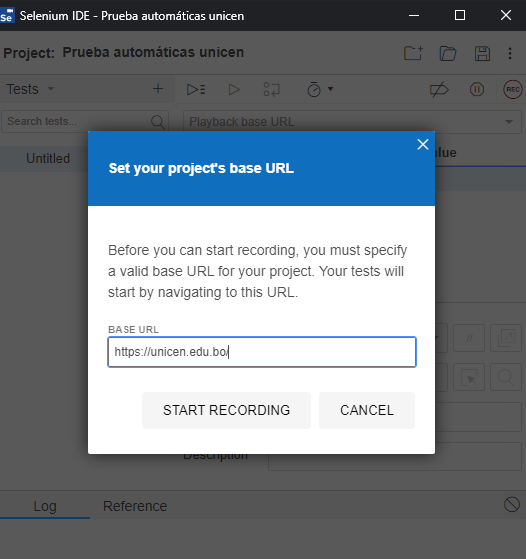 Se Selenium IDE - Prueba automáticas unicen
Project: Prueba automáticas unicen
Tests
REC
Search tests...
Playback base URL
Untitled
alue
Set your project's base URL
Before you can start recording, you must specify
a valid base URL for your project. Your tests will
start by navigating to this URL.
BASE URL
https://unicen.edu.bo/
//
START RECORDING CANCEL
Description
Log Reference